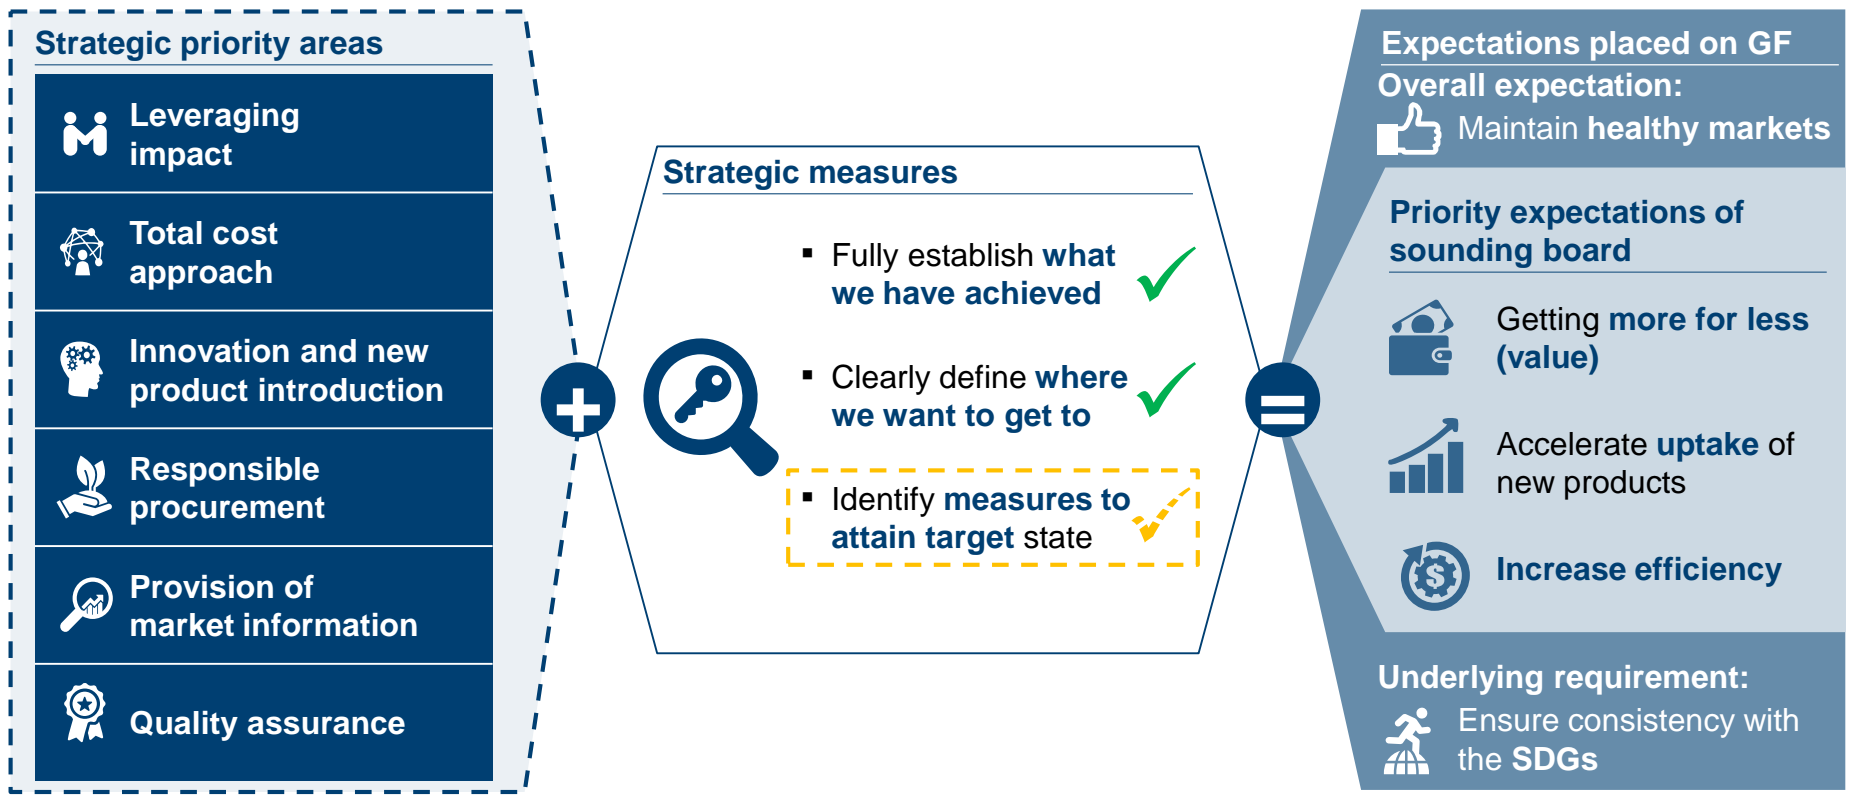 Strategic priority areas
Leveraging
impact
Total cost
approach
Innovation and new
product introduction
Responsible
procurement
Provision of
market information
Quality assurance
+
Strategic measures
▪ Fully establish what
we have achieved
▪ Clearly define where
we want to get to
▪ Identify measures to
attain target state
=
Expectations placed on GF
Overall expectation:
Maintain healthy markets
Priority expectations of
sounding board
Getting more for less
(value)
Accelerate uptake of
new products
$
Increase efficiency
Underlying requirement:
Ensure consistency with
the SDGs